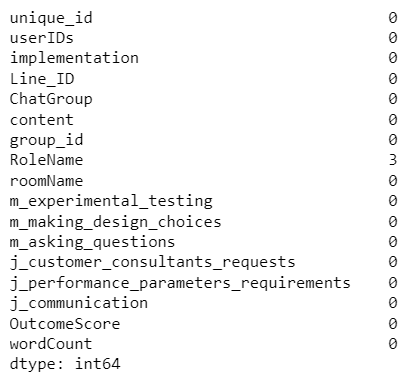 unique_id 0
userIDs 0
implementation 0
Line_ID 0
ChatGroup 0
content 0
group_id 0
RoleName 3
roomName 0
m_experimental_testing 0
m_making_design_choices 0
m_asking_questions 0
j_customer_consultants_requests 0
j_performance_parameters_requirements 0
j_communication 0
OutcomeScore 0
wordCount 0
dtype: int64